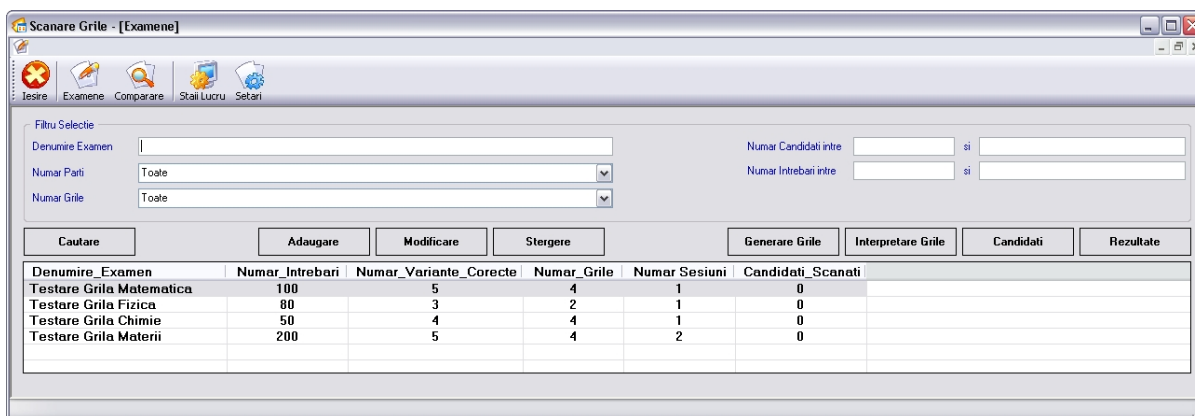 Scanare Grile - [Examene]
Iesire Examene Comparare Staii Lucru Setari
Filtru Selectie
Denumire Examen Numar Candidati intre si
Numar Parti Toate Numar Intrebari intre si
Numar Grile Toate
Cautare Adaugare Modificare Stergere Generare Grile Interpretare Grile Candidati Rezultate
Denumire_Examen Numar_Intrebari Numar_Variante_Corecte Numar_Grile Numar Sesiuni Candidati_Scanati
Testare Grila Matematica 100 5 4 1 0
Testare Grila Fizica 80 3 2 1 0
Testare Grila Chimie 50 4 4 1 0
Testare Grila Materii 200 5 4 2 0